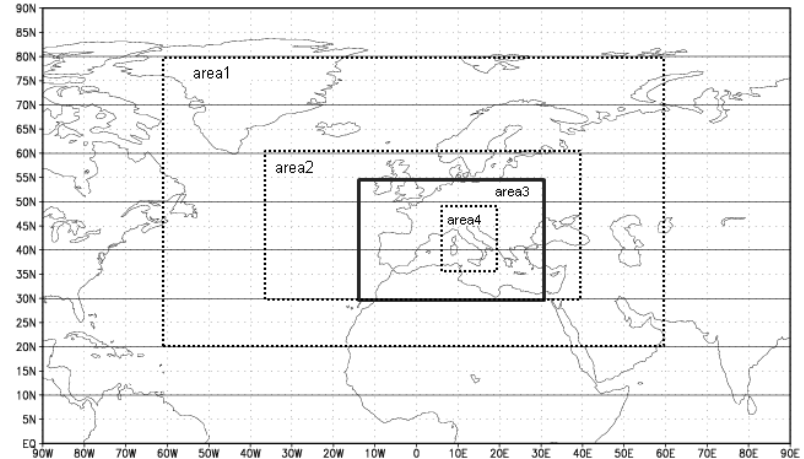 90N
85N
80N
area1
75N
70N
65N
60N
area2
55N
area3
50N
area4
45N
40N
35N
30N
25N
20N
15N
10N
5N
EQ
90W 80W 70W 60W 50W 40W 30W 20W 10W 0 10E 20E 30E 40E 50E 60E 70E 80E 90E